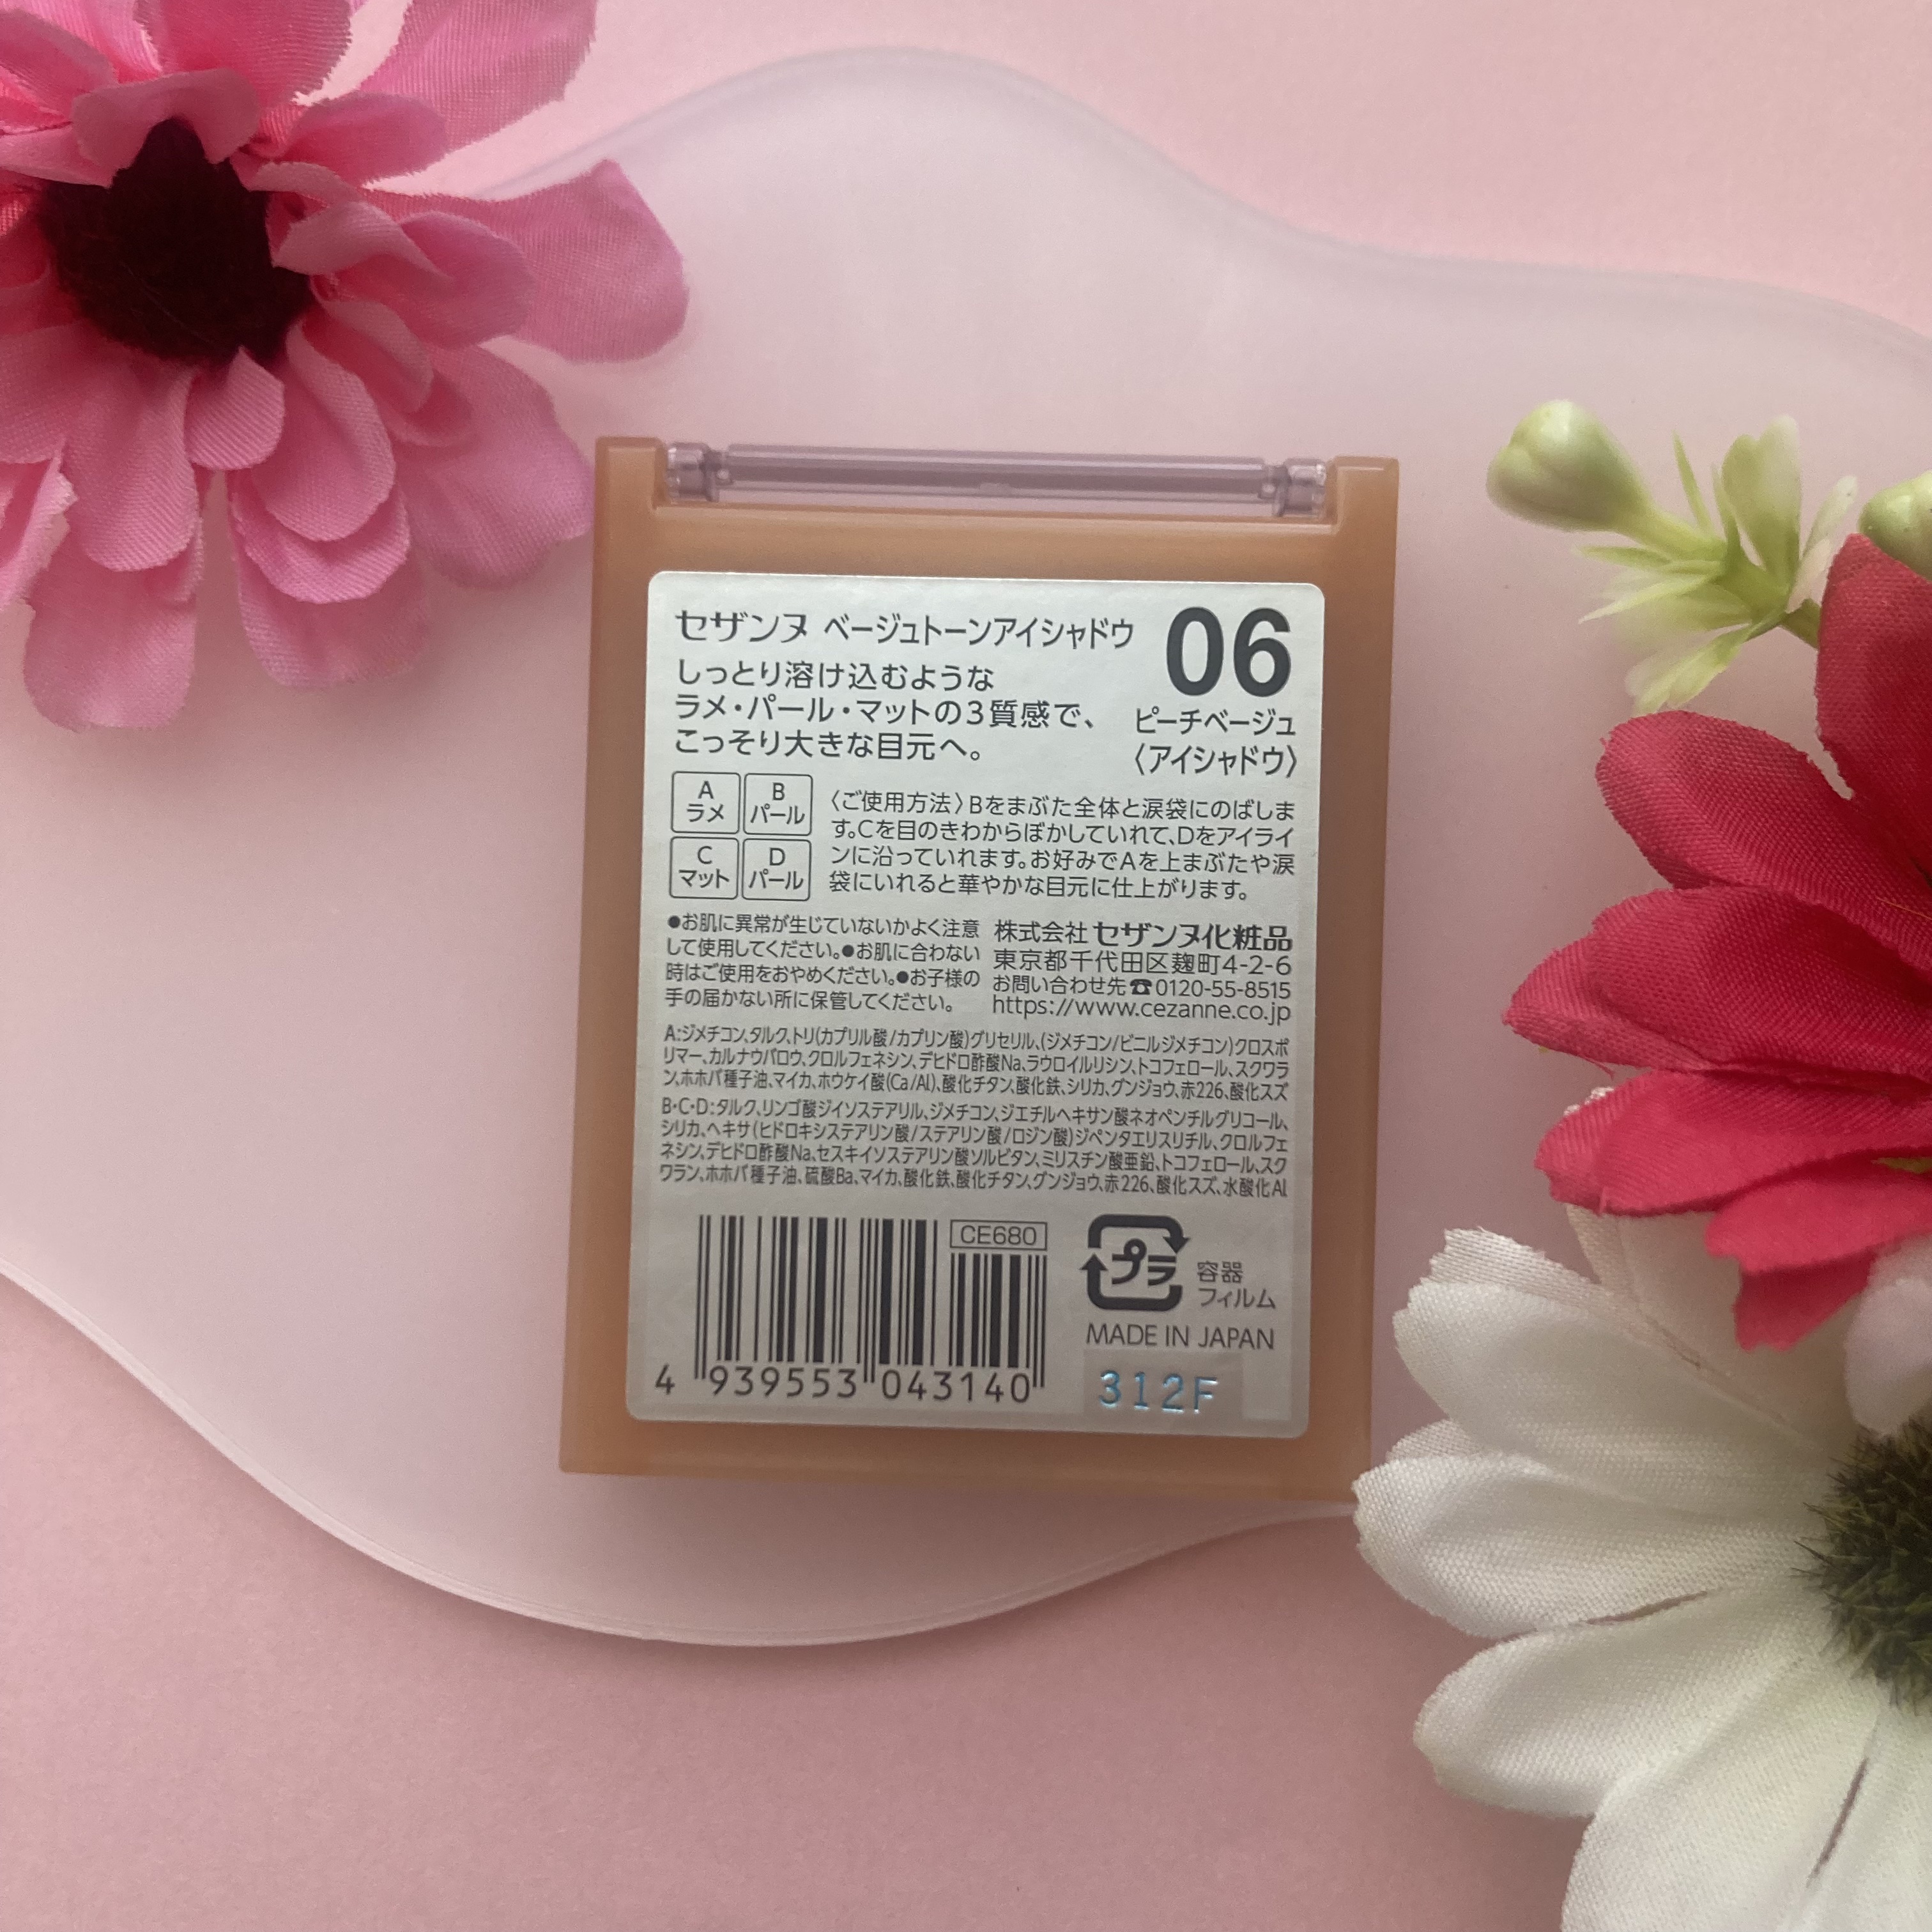 セザンヌ ベージュトーンアイシャドウ
06
しっとり溶け込むような
ラメ・パール・マットの3質感で、
こっそり大きな目元へ。
ピーチベージュ
〈アイシャドウ〉
A
ラメ
B
パール
C
マット
D
パール
〈ご使用方法〉Bをまぶた全体と涙袋にのばしま
す。Cを目のきわからぼかしていれて、Dをアイライ
ンに沿っていれます。お好みでAを上まぶたや涙
袋にいれると華やかな目元に仕上がります。
●お肌に異常が生じていないかよく注意
して使用してください。●お肌に合わない
時はご使用をおやめください。●お子様の
手の届かない所に保管してください。
株式会社 セザンヌ化粧品
東京都千代田区麹町4-2-6
お問い合わせ先☎0120-55-8515
https://www.cezanne.co.jp
A:ジメチコン、タルク、トリ(カプリル酸/カプリン酸)グリセリル、(ジメチコン/ビニルジメチコン)クロスポ
リマー、カルナウバロウ、クロルフェネシン、デヒドロ酢酸Na、ラウロイルリシン、トコフェロール、スクワラ
ン、ホホバ種子油、マイカ、ホウケイ酸(Ca/Al)、酸化チタン、酸化鉄、シリカ、グンジョウ、赤226、酸化スズ
B・C・D:タルク、リンゴ酸ジイソステアリル、ジメチコン、ジエチルヘキサン酸ネオペンチルグリコール、
シリカ、ヘキサ(ヒドロキシステアリン酸/ステアリン酸/ロジン酸)ジペンタエリスリチル、クロルフェ
ネシン、デヒドロ酢酸Na、セスキイソステアリン酸ソルビタン、ミリスチン酸亜鉛、トコフェロール、スク
ワラン、ホホバ種子油、硫酸Ba、マイカ、酸化鉄、酸化チタン、グンジョウ、赤226、酸化スズ、水酸化Al
CE680
4 939553 043140
プラ
容器
フィルム
MADE IN JAPAN
312F